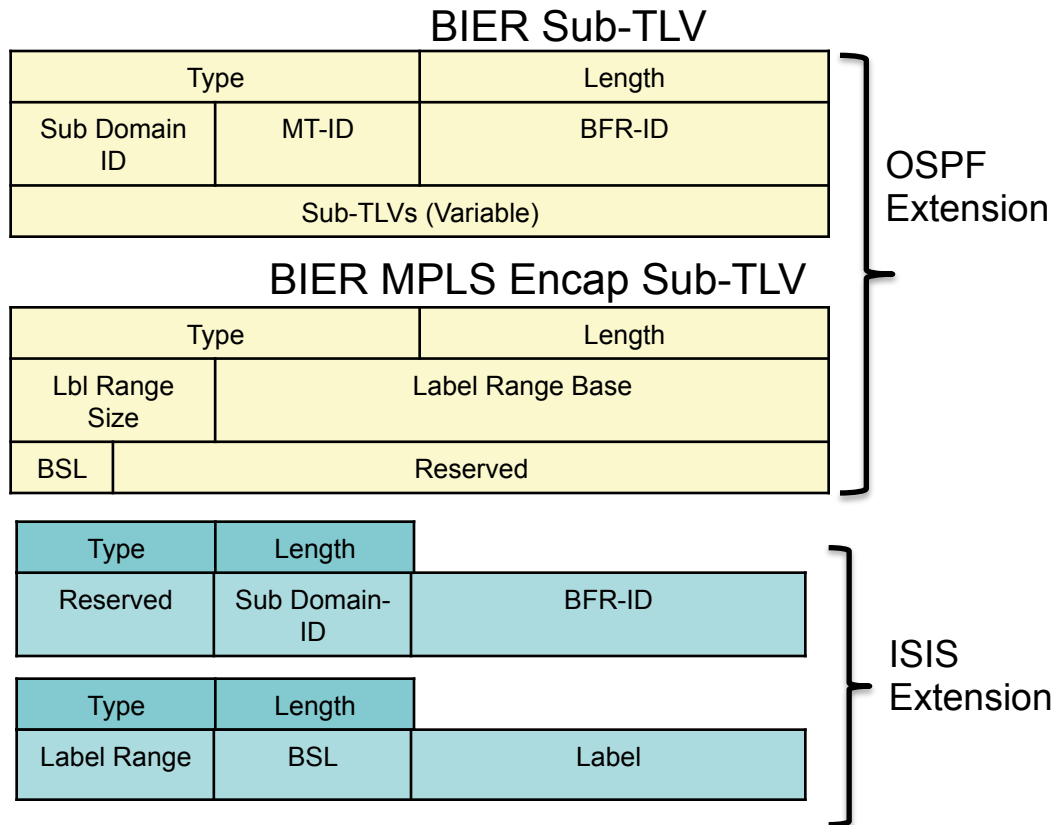 BIER Sub-TLV
Type
Length
Sub Domain
ID
MT-ID
BFR-ID
Sub-TLVs (Variable)
OSPF
Extension
BIER MPLS Encap Sub-TLV
Type
Length
Lbl Range
Size
Label Range Base
BSL
Reserved
Type
Length
Reserved
Sub Domain-
ID
BFR-ID
ISIS
Extension
Type
Length
Label Range
BSL
Label